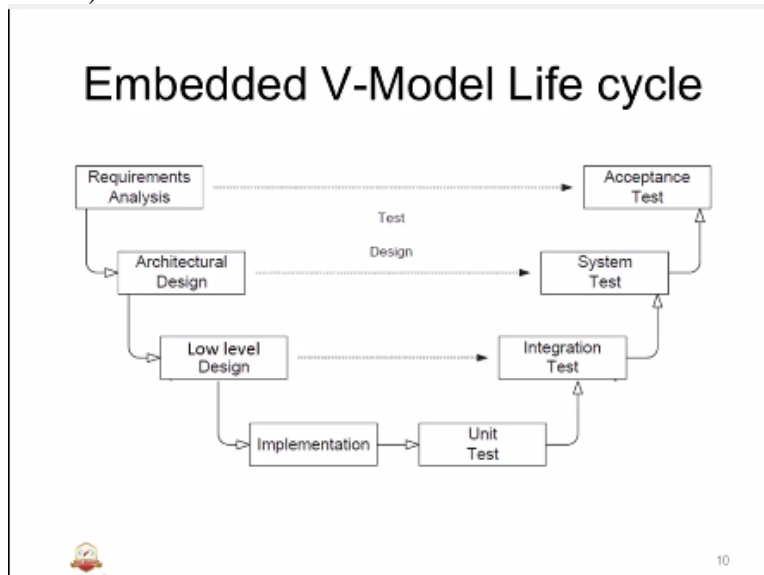 Embedded V-Model Life cycle
Requirements
Analysis
Acceptance
Test
Test
Design
Architectural
Design
System
Test
Low level
Design
Integration
Test
Implementation
Unit
Test
10